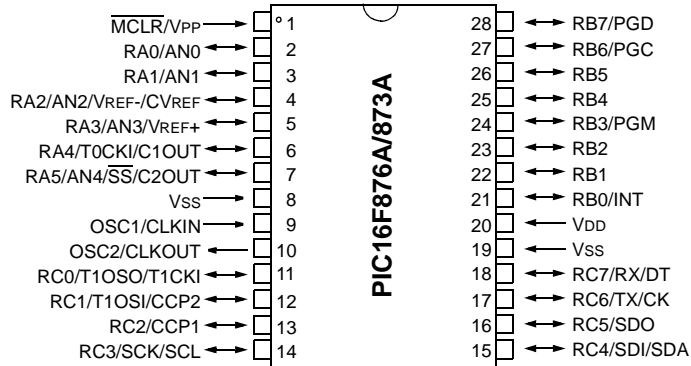 MCLR/VPP
RA0/AN0
RA1/AN1
RA2/AN2/VREF-/CVREF
RA3/AN3/VREF+
RA4/T0CKI/C1OUT
RA5/AN4/SS/C2OUT
VSS
OSC1/CLKIN
OSC2/CLKOUT
RC0/T1OSO/T1CKI
RC1/T1OSI/CCP2
RC2/CCP1
RC3/SCK/SCL
1
2
3
4
5
6
7
8
9
10
11
12
13
14
PIC16F876A/873A
28
27
26
25
24
23
22
21
20
19
18
17
16
15
RB7/PGD
RB6/PGC
RB5
RB4
RB3/PGM
RB2
RB1
RB0/INT
VDD
VSS
RC7/RX/DT
RC6/TX/CK
RC5/SDO
RC4/SDI/SDA